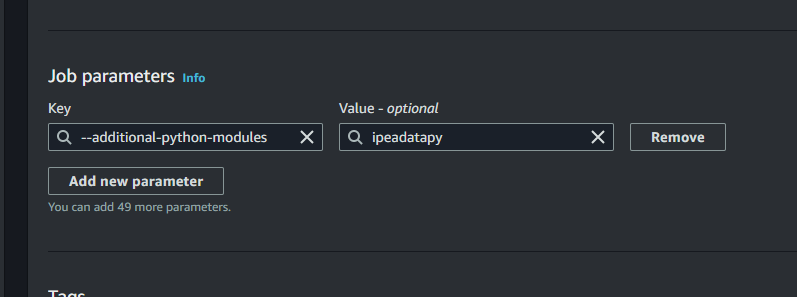 Job parameters Info
Key Value - optional
--additional-python-modules ipeadatapy Remove
Add new parameter
You can add 49 more parameters.
Tags